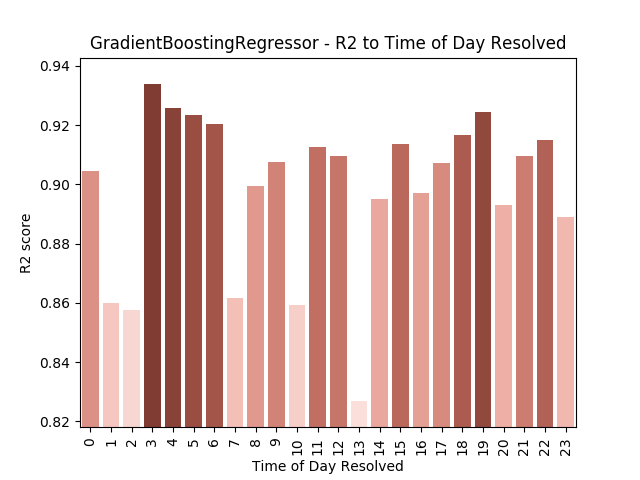 GradientBoostingRegressor - R2 to Time of Day Resolved
0.94
0.92
0.90
0.88
0.86
0.84
0.82
R2 score
0 1 2 3 4 5 6 7 8 9 10 11 12 13 14 15 16 17 18 19 20 21 22 23
Time of Day Resolved